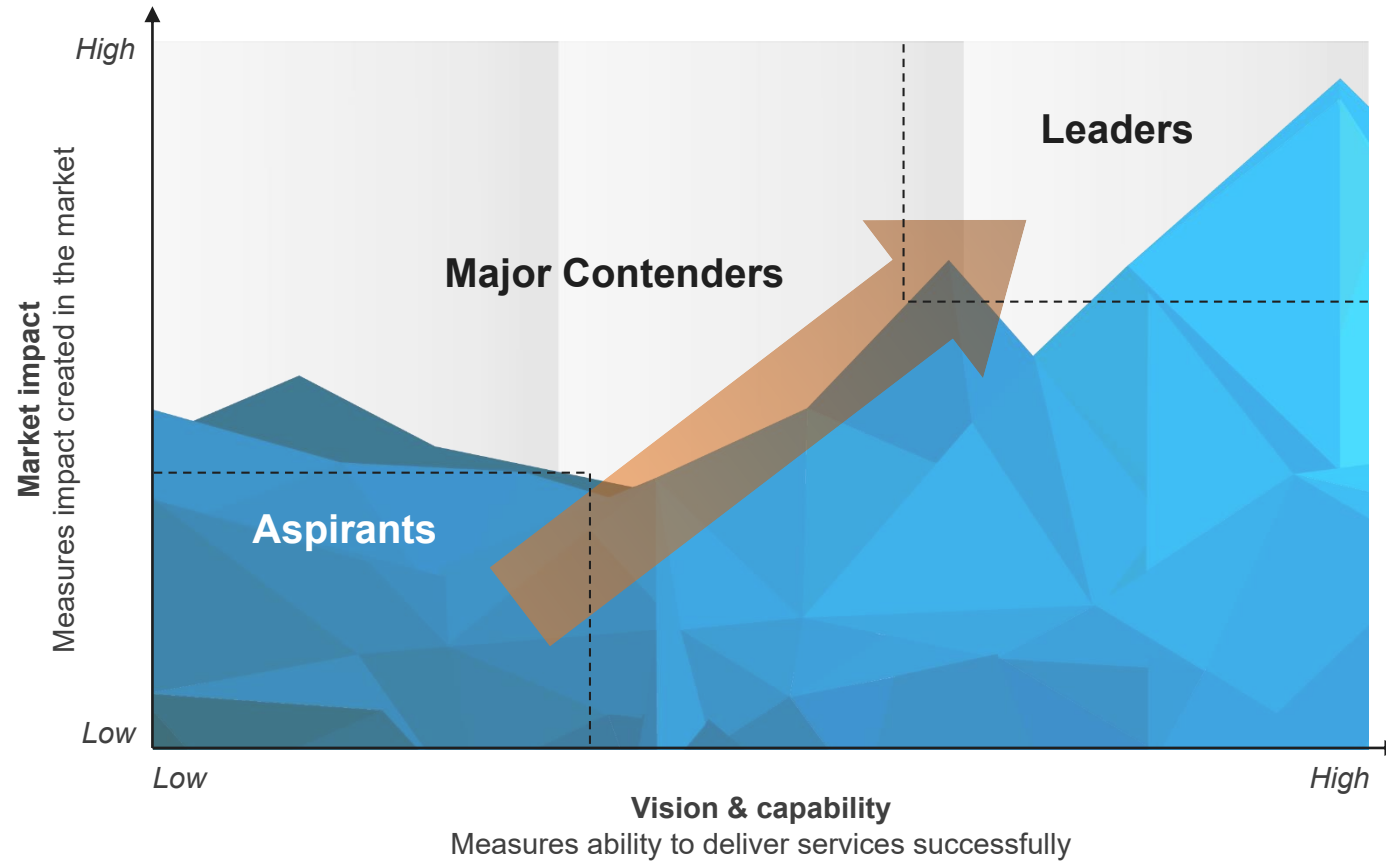 High
Leaders
Major Contenders
Market impact
Measures impact created in the market
Aspirants
Low
Low
High
Vision & capability
Measures ability to deliver services successfully